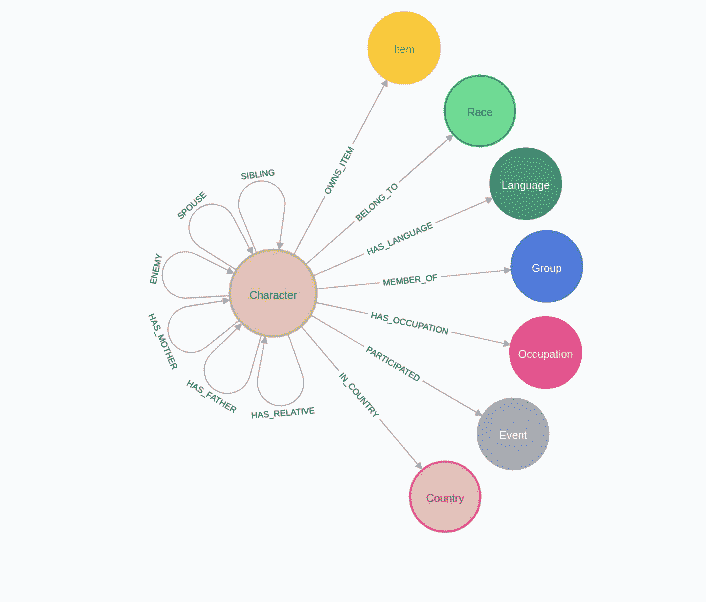 Item
Race
Language
Group
Occupation
Event
Country
Character
OWNS_ITEM
BELONG_TO
HAS_LANGUAGE
MEMBER_OF
HAS_OCCUPATION
PARTICIPATED
IN_COUNTRY
SIBLING
SPOUSE
ENEMY
HAS_MOTHER
HAS_FATHER
HAS_RELATIVE